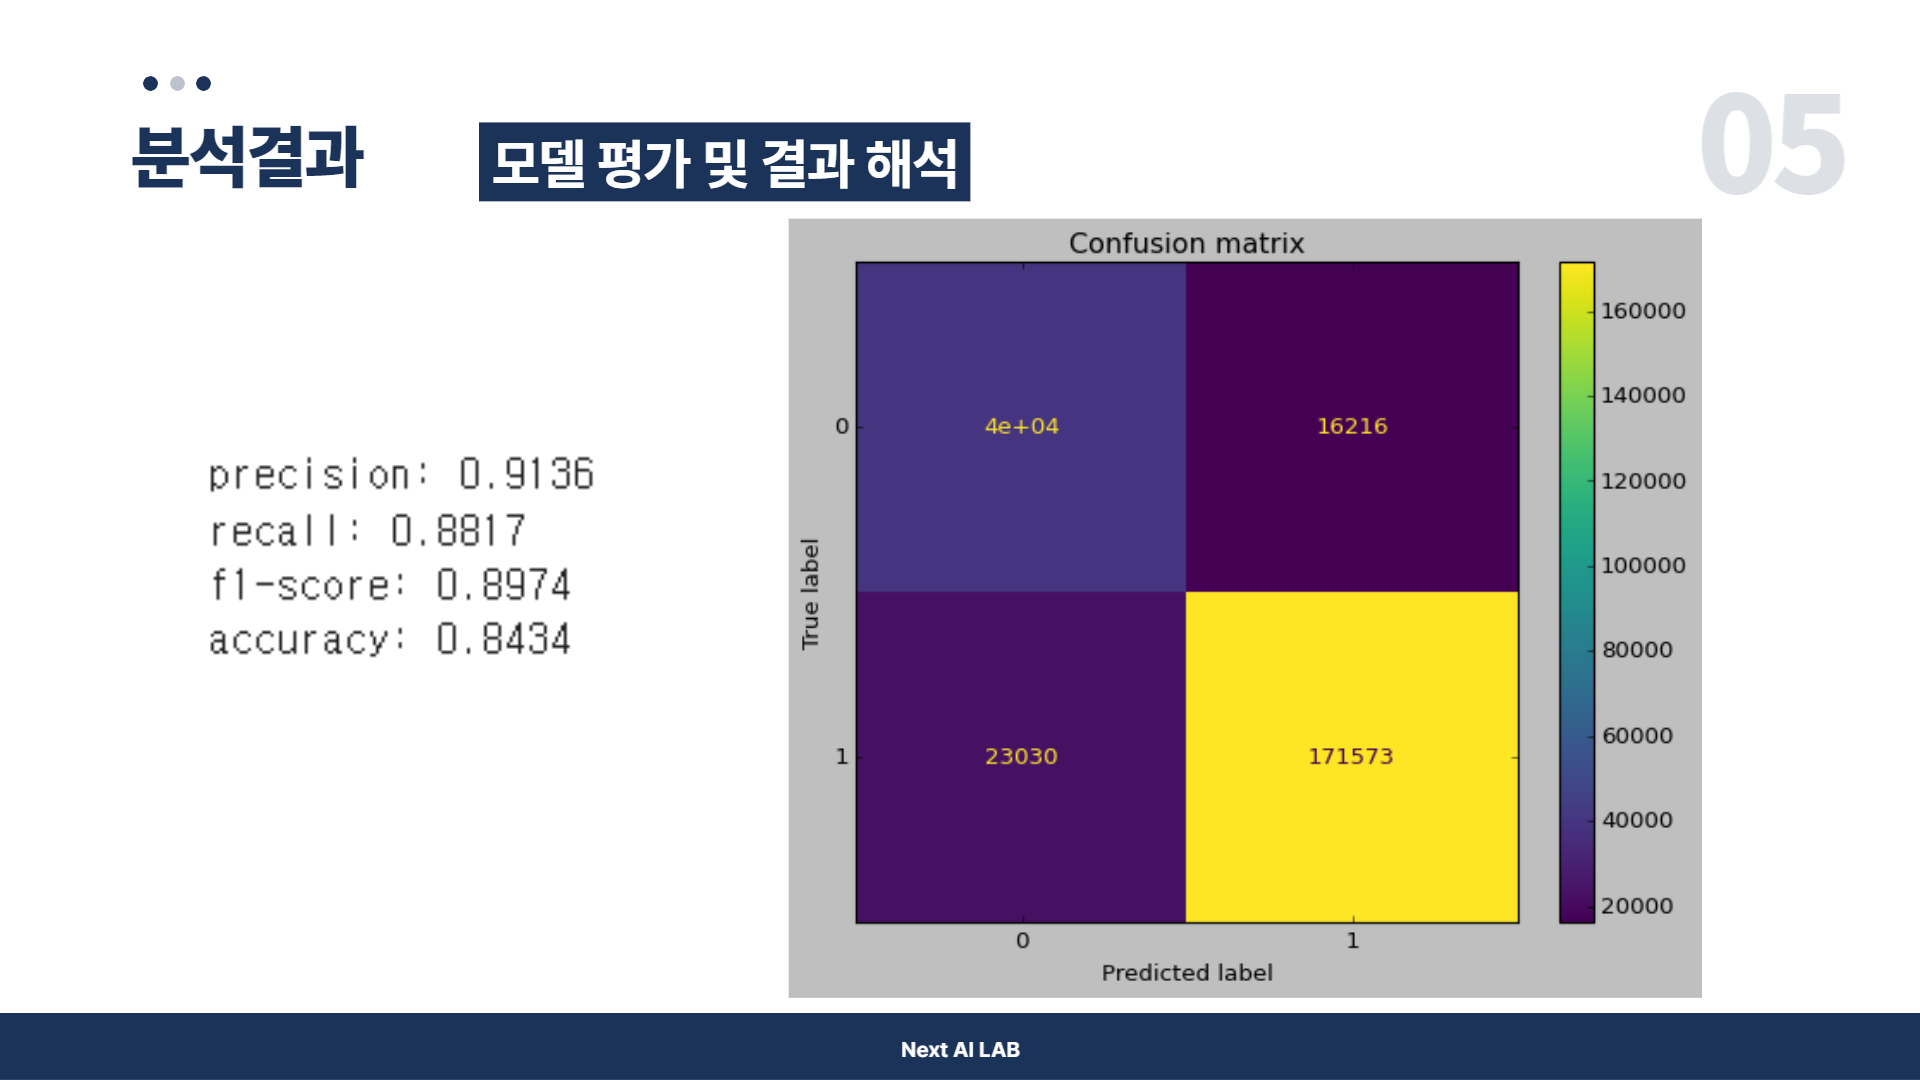 분석결과
모델 평가 및 결과 해석
05
precision: 0.9136
recall: 0.8817
f1-score: 0.8974
accuracy: 0.8434
Confusion matrix
True label
0
4e+04
16216
1
23030
171573
0
1
Predicted label
160000
140000
120000
100000
80000
60000
40000
20000
Next AI LAB